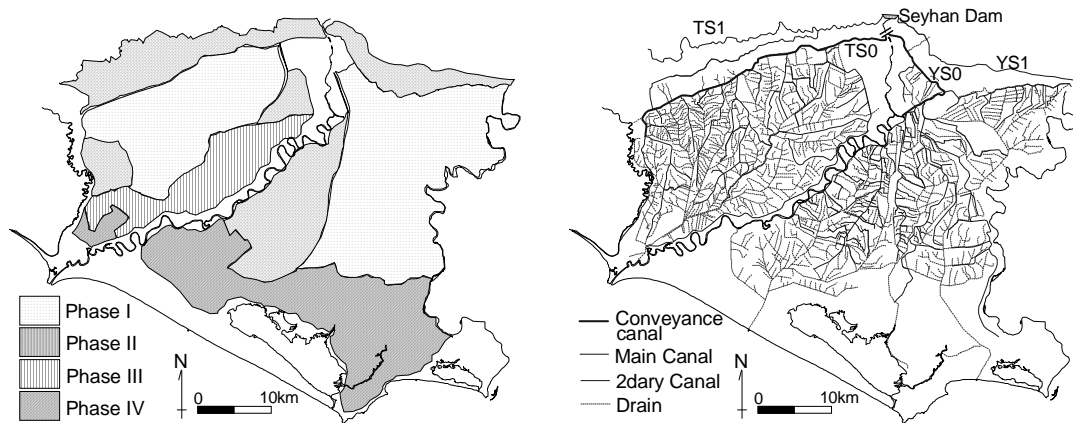 Phase I
Phase II
Phase III
Phase IV
N
0
10km
Seyhan Dam
TS1
TS0
YS0
YS1
Conveyance
canal
Main Canal
2dary Canal
Drain
N
0
10km